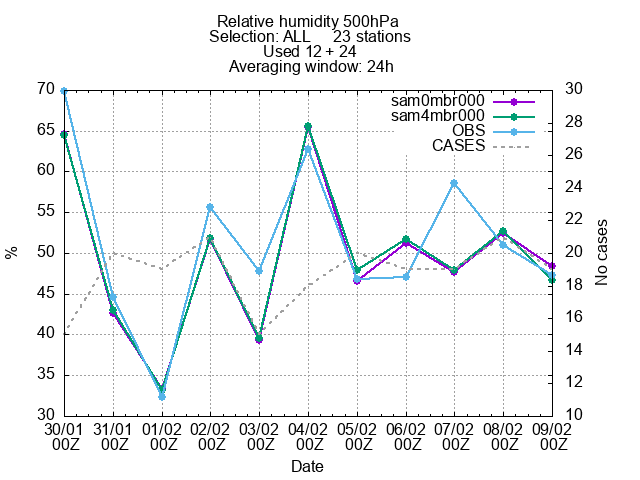 Relative humidity 500hPa
Selection: ALL 23 stations
Used 12 + 24
Averaging window: 24h
sam0mbr000
sam4mbr000
OBS
CASES
70
65
60
55
50
45
40
35
30
%
30
28
26
24
22
20
18
16
14
12
10
No cases
30/01 31/01 01/02 02/02 03/02 04/02 05/02 06/02 07/02 08/02 09/02
00Z 00Z 00Z 00Z 00Z 00Z 00Z 00Z 00Z 00Z 00Z
Date